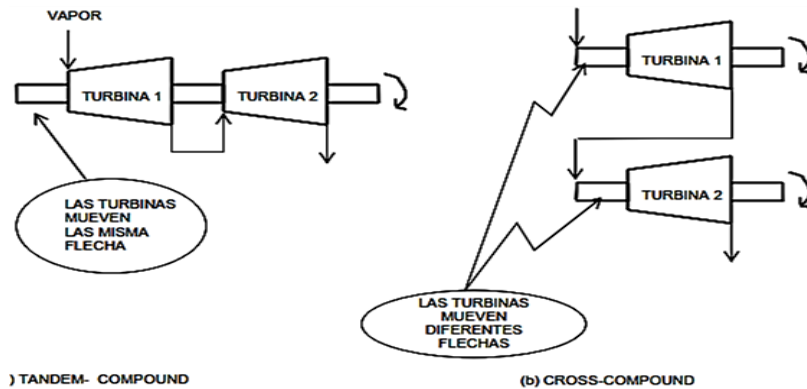 VAPOR
TURBINA 1
TURBINA 2
LAS TURBINAS
MUEVEN
LAS MISMA
FLECHA
) TANDEM- COMPOUND
TURBINA 1
TURBINA 2
LAS TURBINAS
MUEVEN
DIFERENTES
FLECHAS
(b) CROSS-COMPOUND